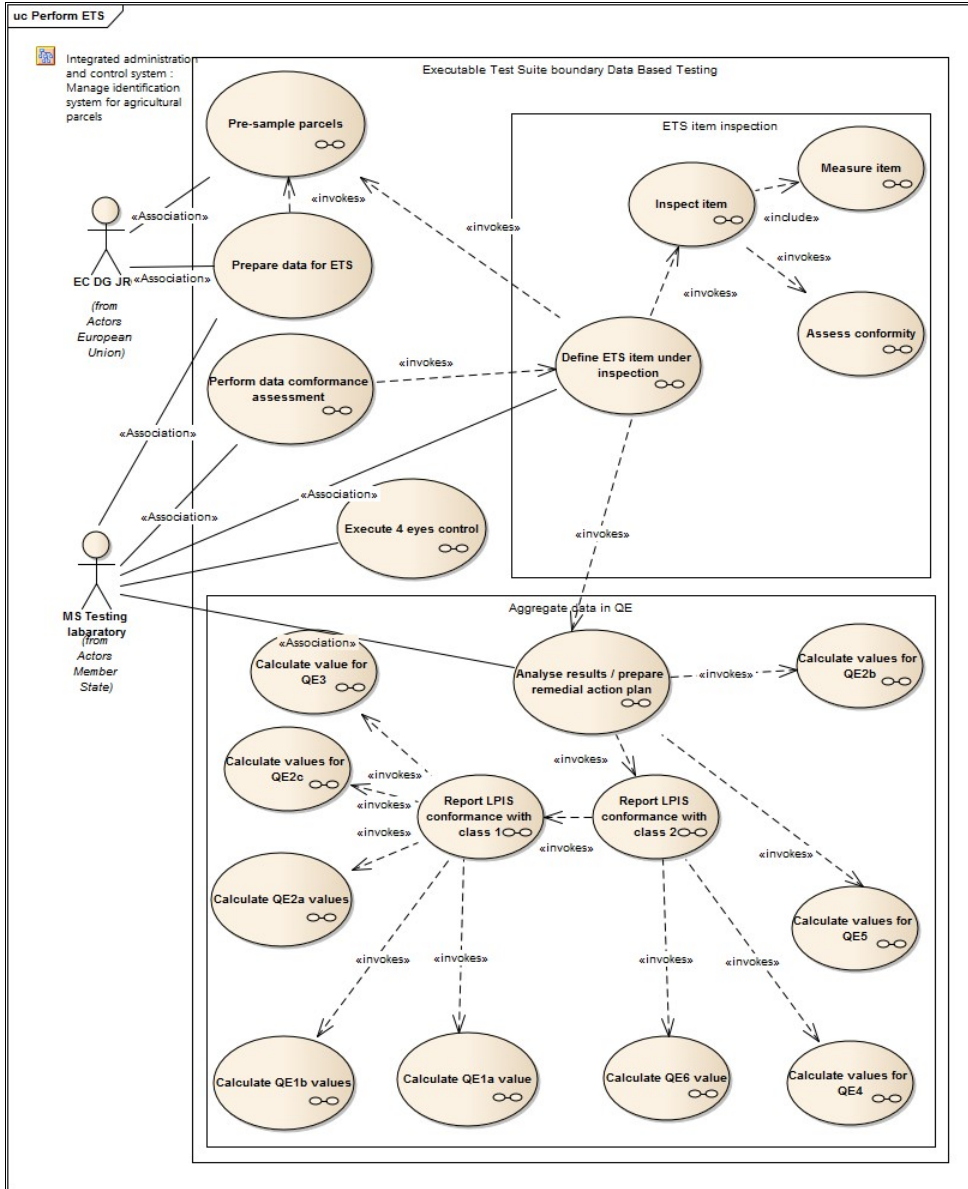 uc Perform ETS
Integrated administration
and control system :
Manage identification
system for agricultural
parcels
Executable Test Suite boundary Data Based Testing
Pre-sample parcels
ETS item inspection
Measure item
Inspect item
«include»
«invokes»
«invokes»
«Association»
«invokes»
Prepare data for ETS
EC DG JR
«Association»
(from
Actors
European
Union)
«invokes»
Assess conformity
Define ETS item under
inspection
«invokes»
Perform data comformance
assessment
«Association»
«Association»
«Association»
Execute 4 eyes control
«invokes»
MS Testing
labaratory
(from
Actors
Member
State)
Aggregate data in QE
«Association»
Calculate value for
QE3
Analyse results / prepare
remedial action plan
«invokes»
Calculate values for
QE2b
Calculate values for
QE2c
«invokes»
«invokes»
«invokes»
«invokes»
Report LPIS
conformance with
class 1
«invokes»
Report LPIS
conformance with
class 2
«invokes»
Calculate QE2a values
Calculate values for
QE5
«invokes»
«invokes»
«invokes»
«invokes»
Calculate QE1b values
Calculate QE1a value
Calculate QE6 value
Calculate values for
QE4